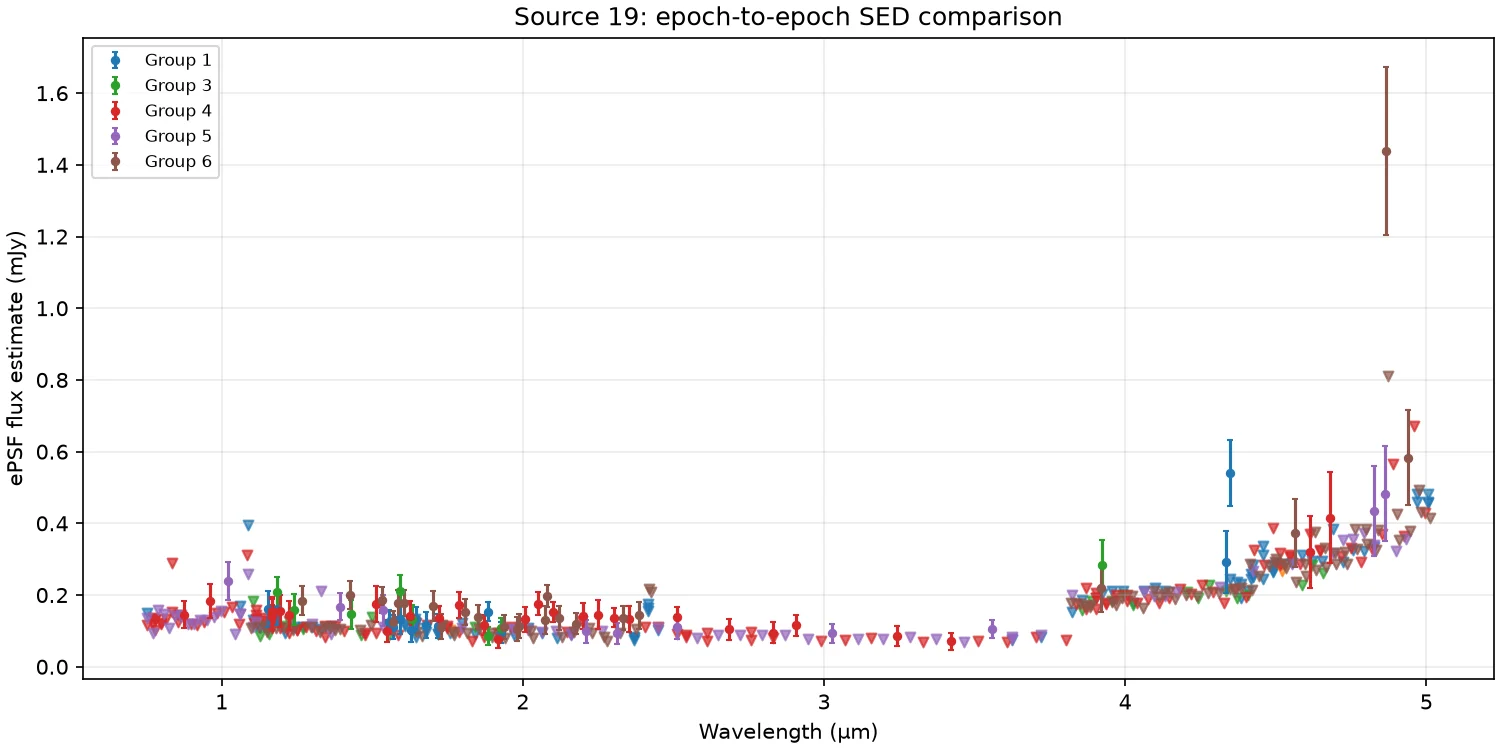 Source 19: epoch-to-epoch SED comparison
Group 1
Group 3
Group 4
Group 5
Group 6
ePSF flux estimate (mJy)
1.6
1.4
1.2
1.0
0.8
0.6
0.4
0.2
0.0
1 2 3 4 5
Wavelength (μm)